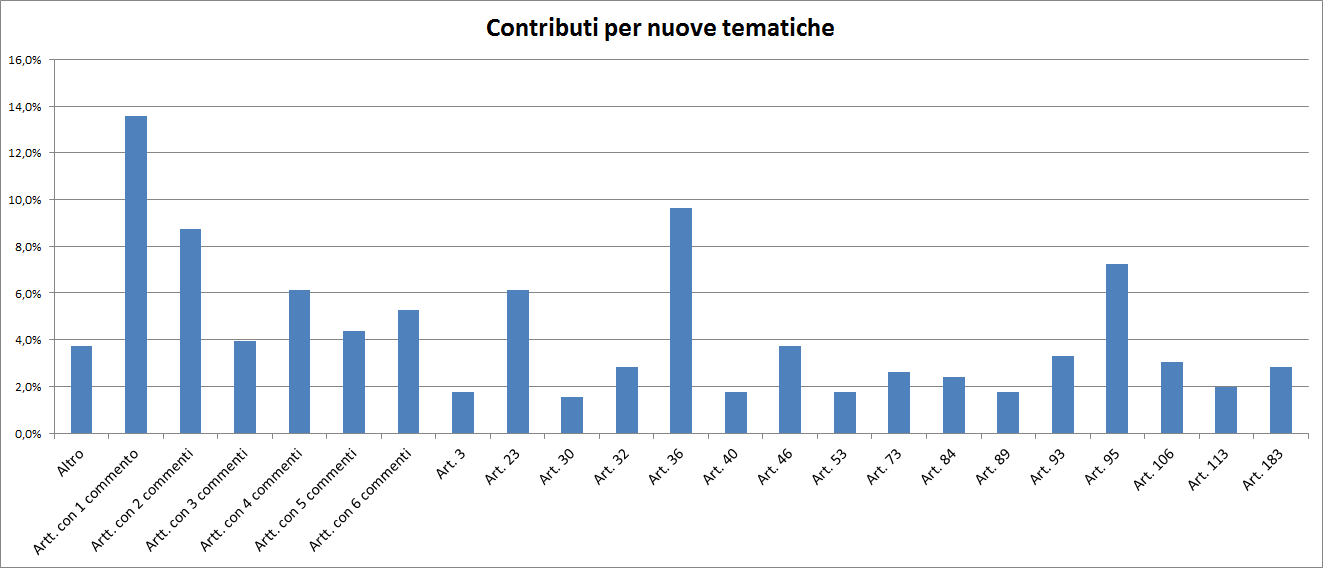 Contributi per nuove tematiche
16,0%
14,0%
12,0%
10,0%
8,0%
6,0%
4,0%
2,0%
0,0%
Altro
Artt. con 1 commento
Artt. con 2 commenti
Artt. con 3 commenti
Artt. con 4 commenti
Artt. con 5 commenti
Artt. con 6 commenti
Art. 3
Art. 23
Art. 30
Art. 32
Art. 36
Art. 40
Art. 46
Art. 53
Art. 73
Art. 84
Art. 89
Art. 93
Art. 95
Art. 106
Art. 113
Art. 183